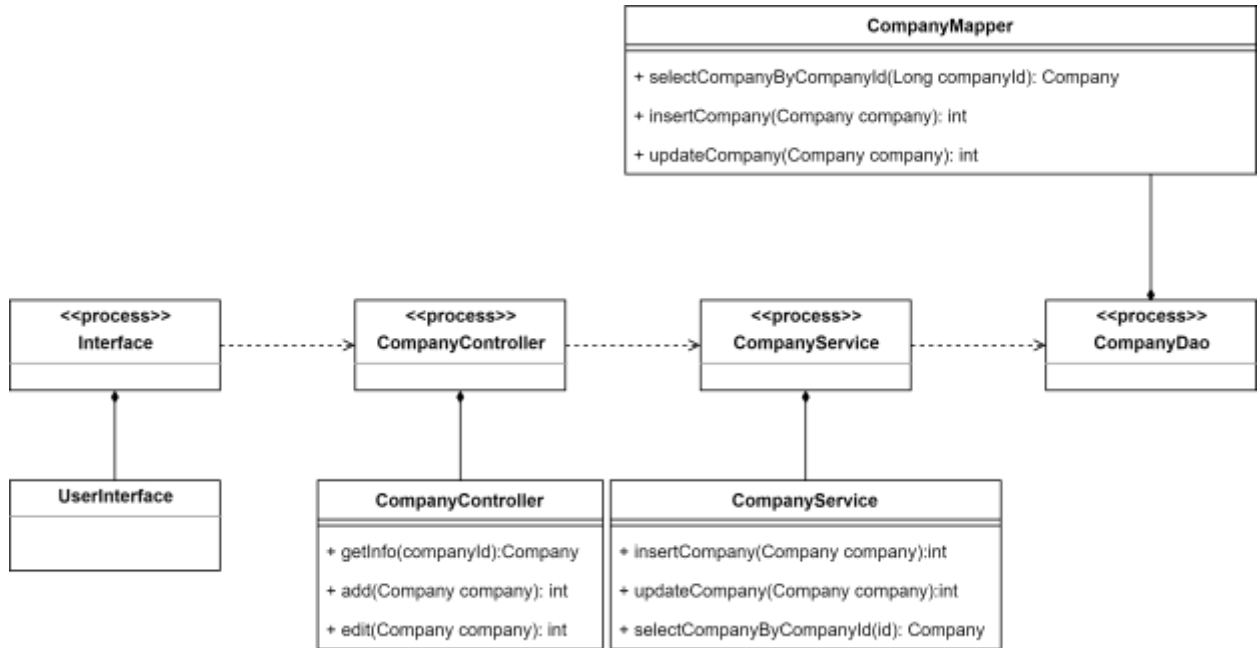 CompanyMapper
+ selectCompanyByCompanyId(Long companyId): Company
+ insertCompany(Company company): int
+ updateCompany(Company company): int
<<process>>
Interface
<<process>>
CompanyController
<<process>>
CompanyService
<<process>>
CompanyDao
UserInterface
CompanyController
+ getInfo(companyId):Company
+ add(Company company): int
+ edit(Company company): int
CompanyService
+ insertCompany(Company company):int
+ updateCompany(Company company):int
+ selectCompanyByCompanyId(id): Company